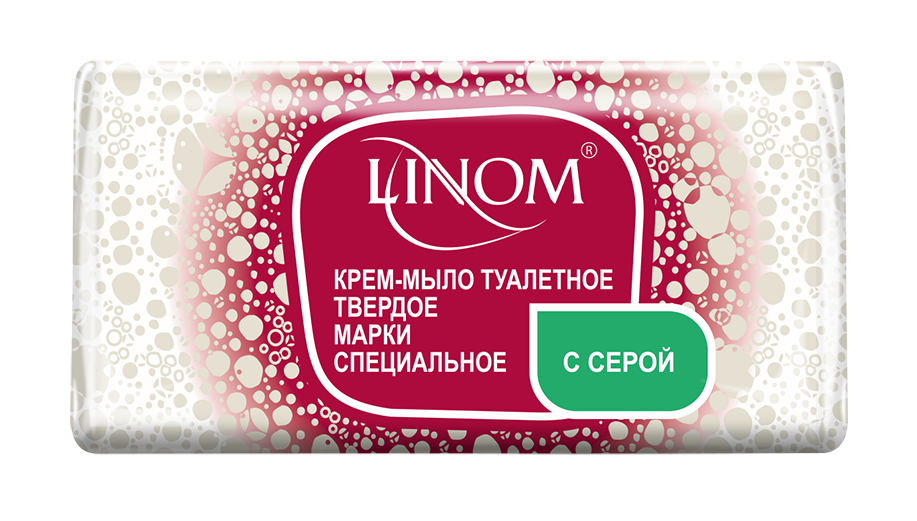 LINOM®
КРЕМ-МЫЛО ТУАЛЕТНОЕ
ТВЕРДОЕ
МАРКИ
СПЕЦИАЛЬНОЕ
С СЕРОЙ